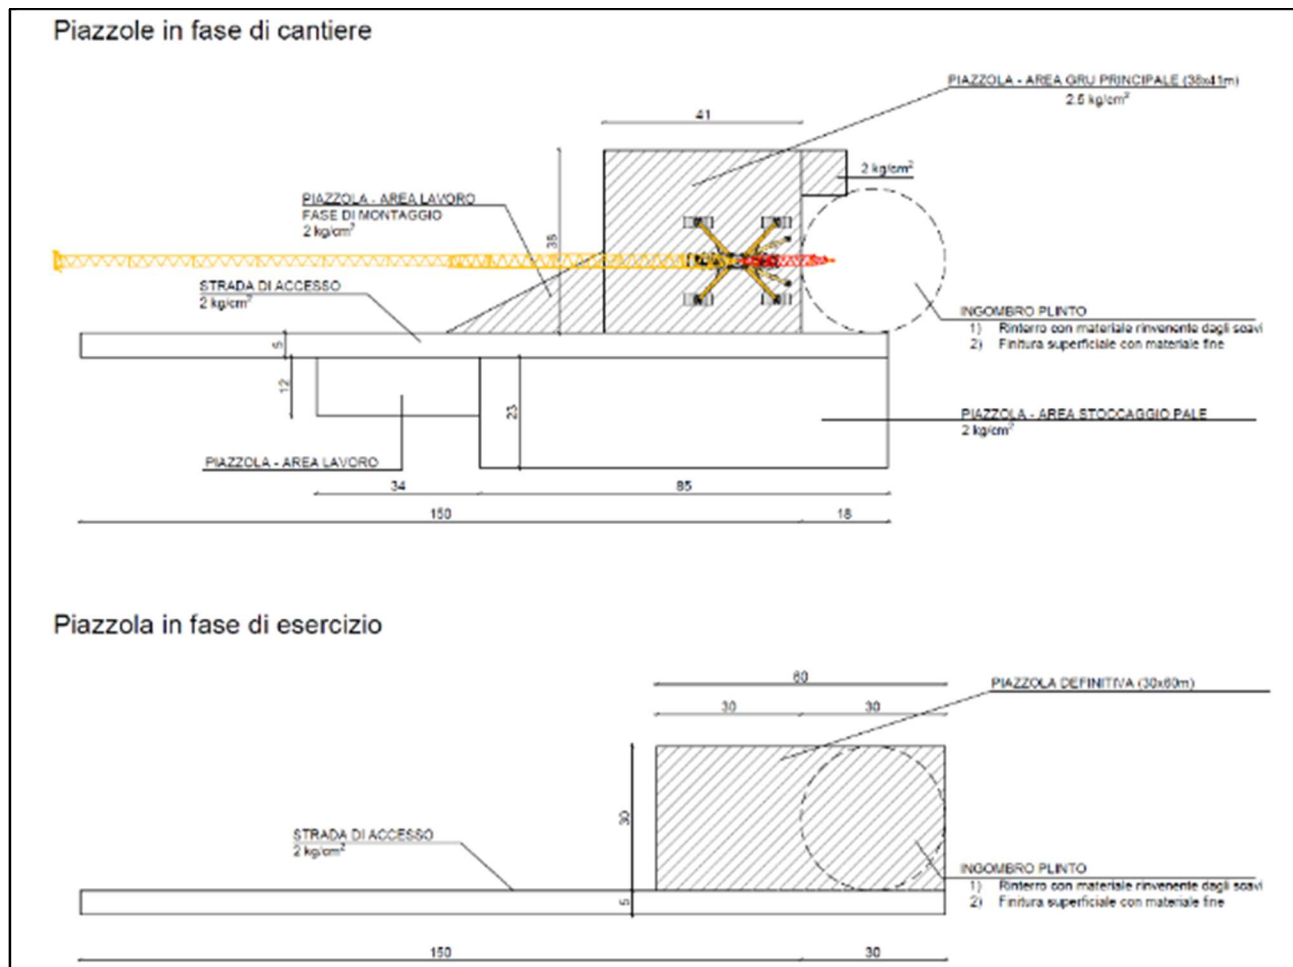 Piazzole in fase di cantiere
PIAZZOLA - AREA GRU PRINCIPALE (38x41m)
2.5 kg/cm²
41
2 kg/cm²
PIAZZOLA - AREA LAVORO
FASE DI MONTAGGIO
2 kg/cm²
38
STRADA DI ACCESSO
2 kg/cm²
INGOMBRO PLINTO
1) Rinterro con materiale rinvenente dagli scavi
2) Finitura superficiale con materiale fine
5
12
23
PIAZZOLA - AREA STOCCAGGIO PALE
2 kg/cm²
PIAZZOLA - AREA LAVORO
34
85
150
18
Piazzola in fase di esercizio
60
PIAZZOLA DEFINITIVA (30x60m)
30
30
30
STRADA DI ACCESSO
2 kg/cm²
INGOMBRO PLINTO
1) Rinterro con materiale rinvenente dagli scavi
2) Finitura superficiale con materiale fine
5
150
30